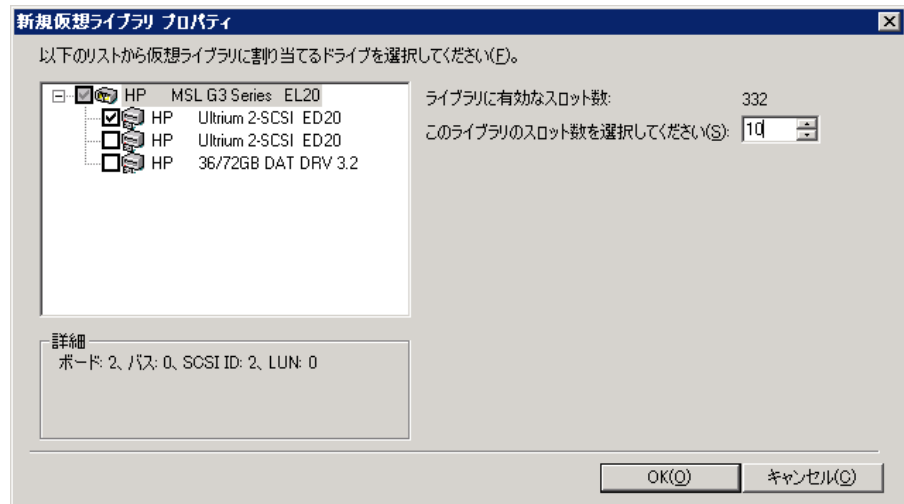 新規仮想ライブラリ プロパティ
以下のリストから仮想ライブラリに割り当てるドライブを選択してください(F)。
HP MSL G3 Series EL20
HP Ultrium 2-SCSI ED20
HP Ultrium 2-SCSI ED20
HP 36/72GB DAT DRV 3.2
ライブラリに有効なスロット数: 332
このライブラリのスロット数を選択してください(S): 10
詳細
ボード: 2、バス: 0、SCSI ID: 2、LUN: 0
OK(O) キャンセル(C)